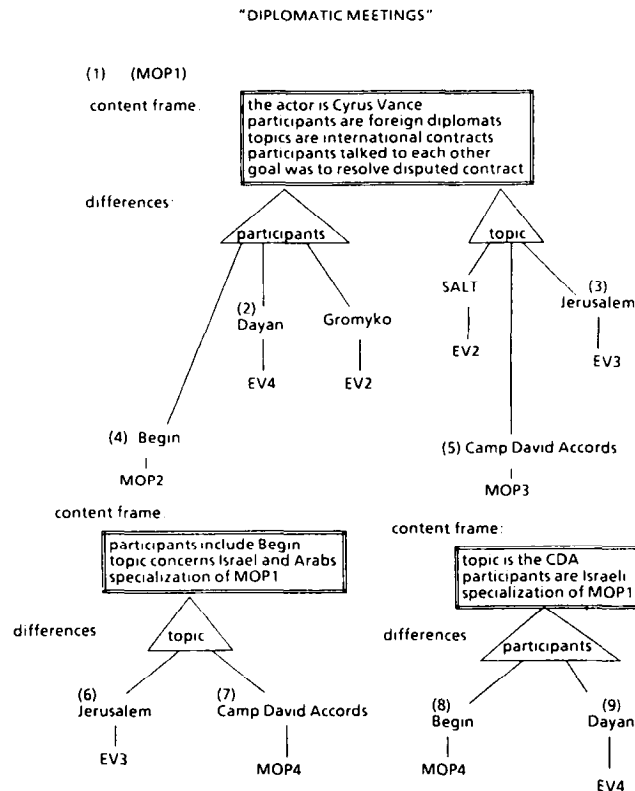 "DIPLOMATIC MEETINGS"
(1) (MOP1)
content frame:
the actor is Cyrus Vance
participants are foreign diplomats
topics are international contracts
participants talked to each other
goal was to resolve disputed contract
differences:
participants
topic
(2)
Dayan
Gromyko
SALT
(3)
Jerusalem
EV4
EV2
EV2
EV3
(4) Begin
MOP2
(5) Camp David Accords
MOP3
content frame:
participants include Begin
topic concerns Israel and Arabs
specialization of MOP1
differences
topic
(6)
Jerusalem
(7)
Camp David Accords
EV3
MOP4
content frame:
topic is the CDA
participants are Israeli
specialization of MOP1
differences
participants
(8)
Begin
(9)
Dayan
MOP4
EV4